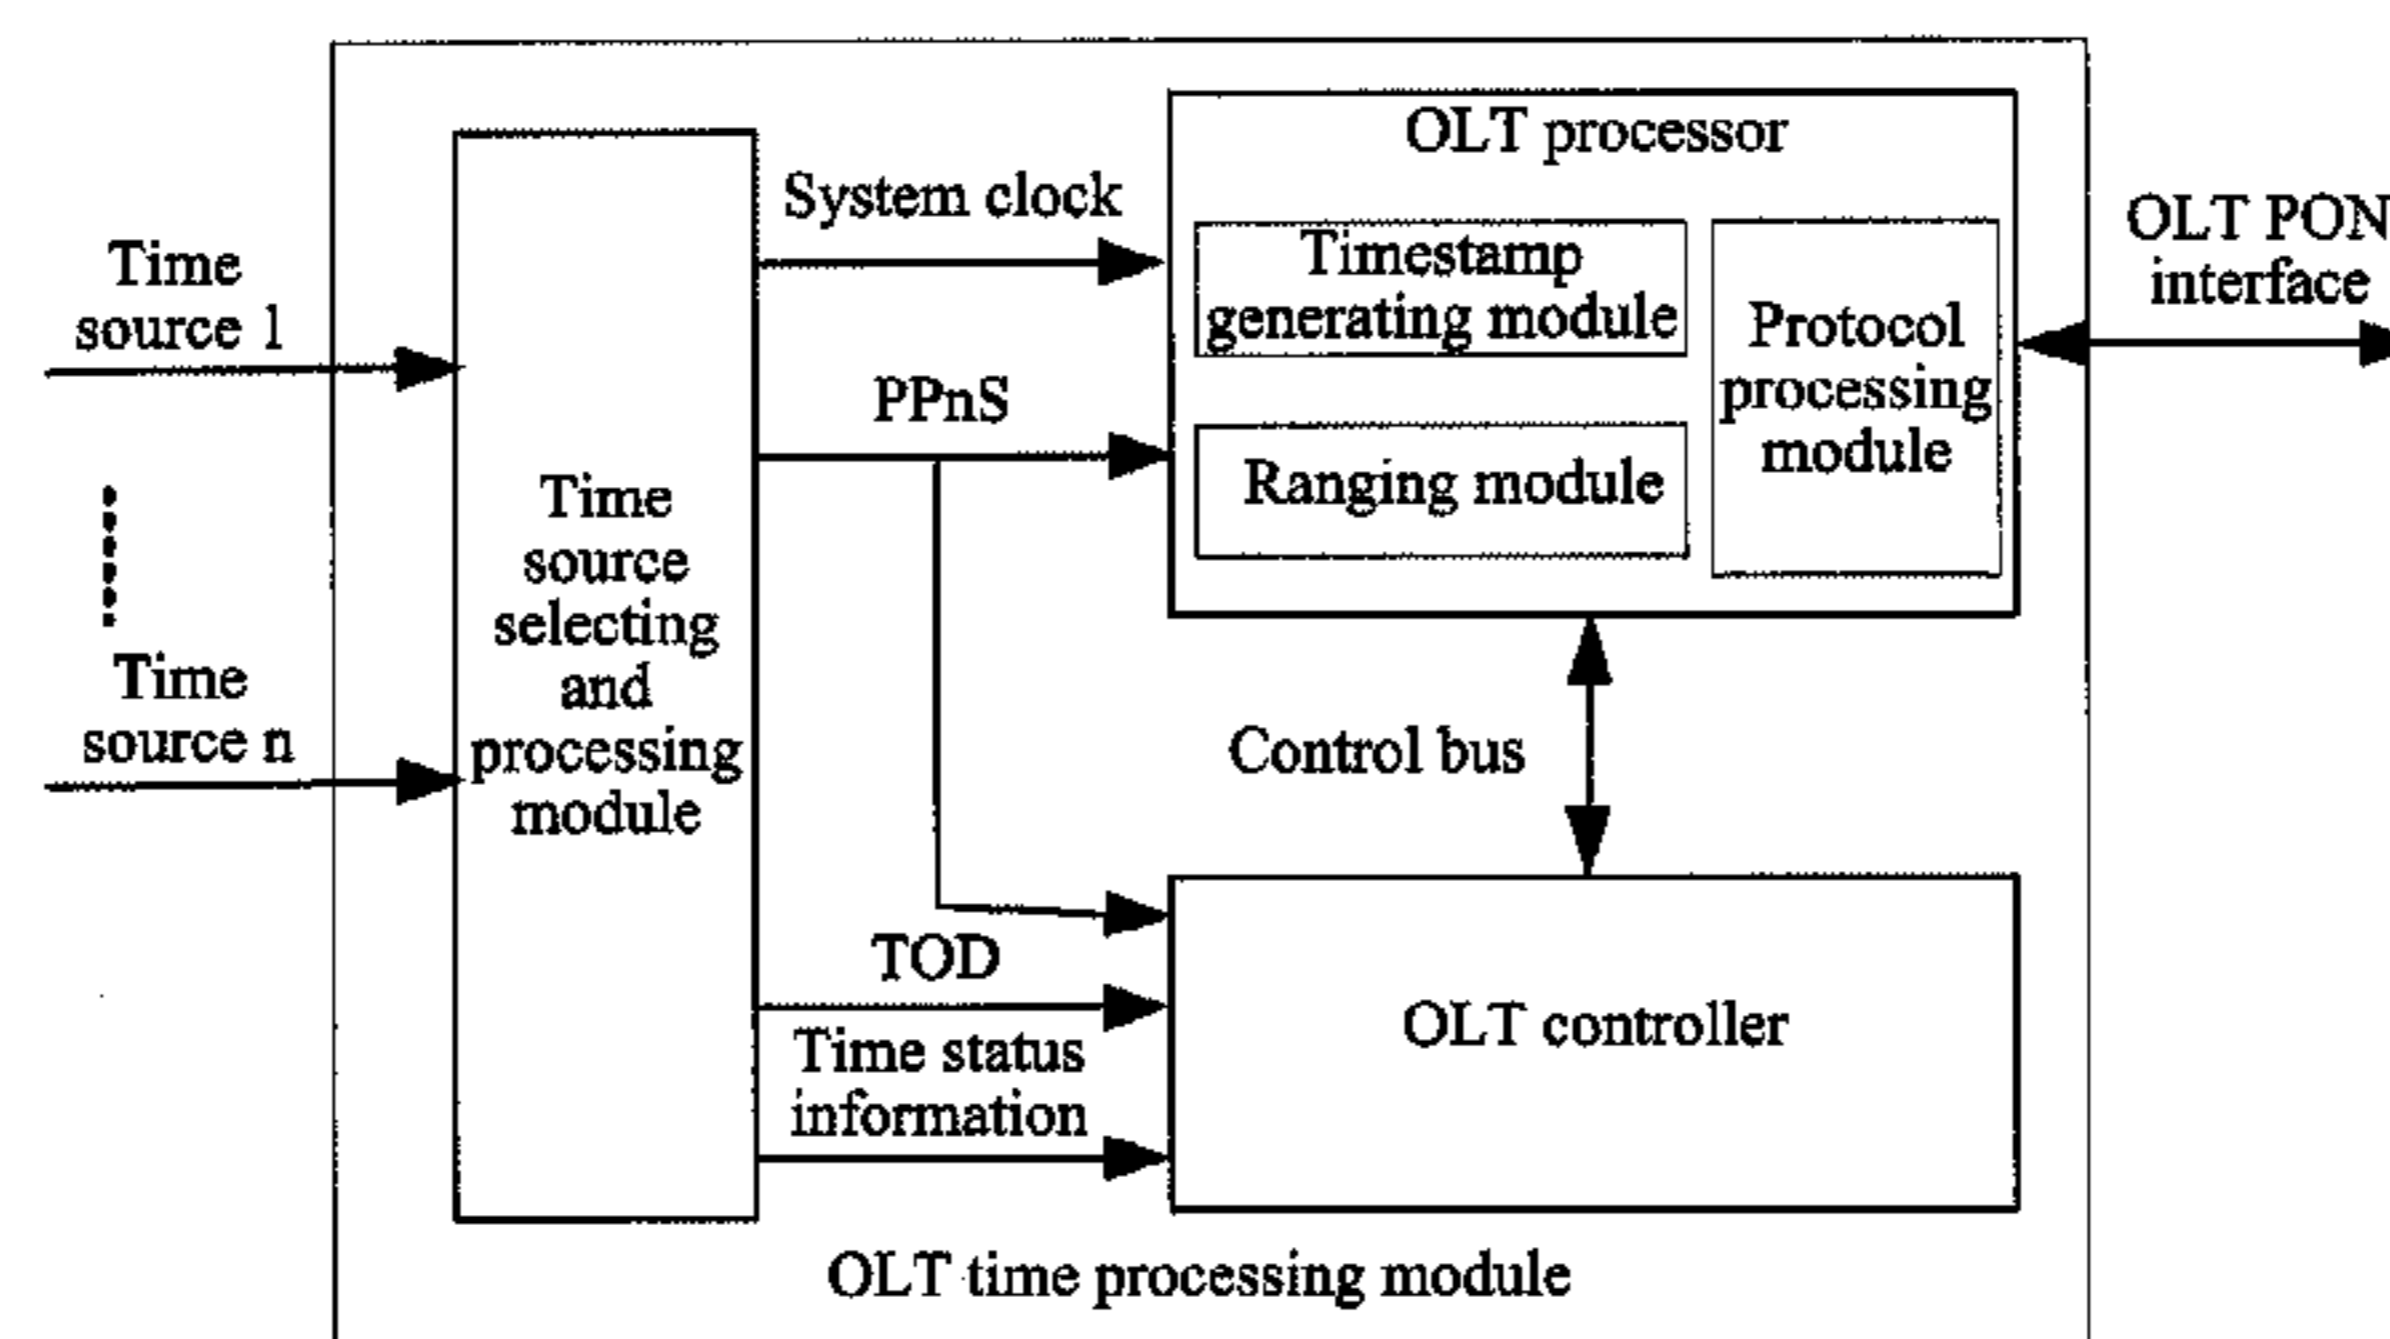 Time
source 1
Time
source n
Time
source
selecting
and
processing
module
System clock
PPnS
TOD
Time status
information
OLT processor
Timestamp
generating module
Ranging module
Protocol
processing
module
OLT PON
interface
Control bus
OLT controller
OLT time processing module